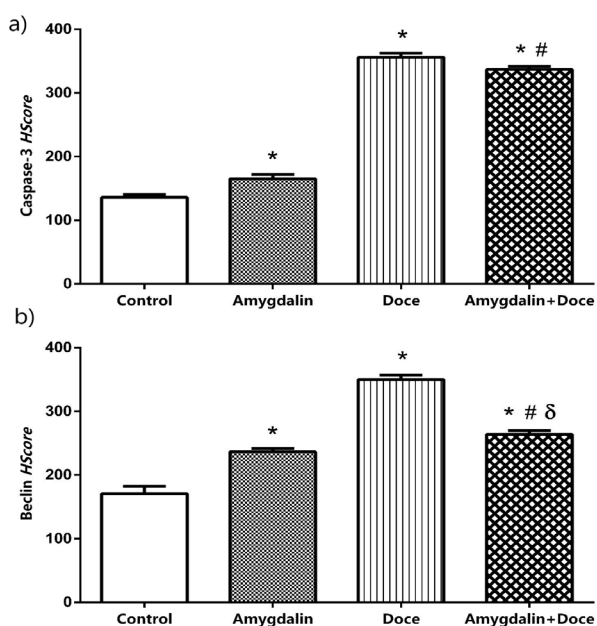 a)
Caspase-3 HScore
400
300
200
100
0
*
*
* #
Control Amygdalin Doce Amygdalin+Doce
b)
Beclin HScore
400
300
200
100
0
*
*
* # δ
Control Amygdalin Doce Amygdalin+Doce